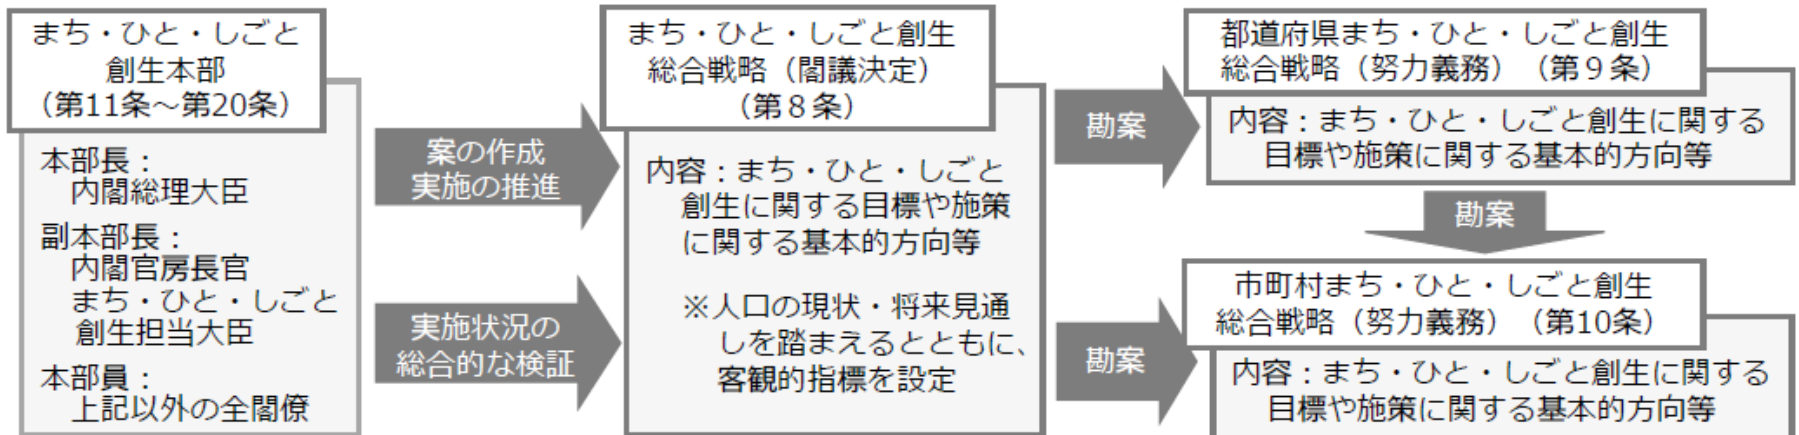 まち・ひと・しごと
創生本部
（第11条～第20条）
本部長：
内閣総理大臣
副本部長：
内閣官房長官
まち・ひと・しごと
創生担当大臣
本部員：
上記以外の全閣僚
案の作成
実施の推進
実施状況の
総合的な検証
まち・ひと・しごと創生
総合戦略（閣議決定）
（第８条）
内容：まち・ひと・しごと
創生に関する目標や施策
に関する基本的方向等
※人口の現状・将来見通
しを踏まえるとともに、
客観的指標を設定
勘案
勘案
都道府県まち・ひと・しごと創生
総合戦略（努力義務）（第９条）
内容：まち・ひと・しごと創生に関する
目標や施策に関する基本的方向等
勘案
市町村まち・ひと・しごと創生
総合戦略（努力義務）（第10条）
内容：まち・ひと・しごと創生に関する
目標や施策に関する基本的方向等